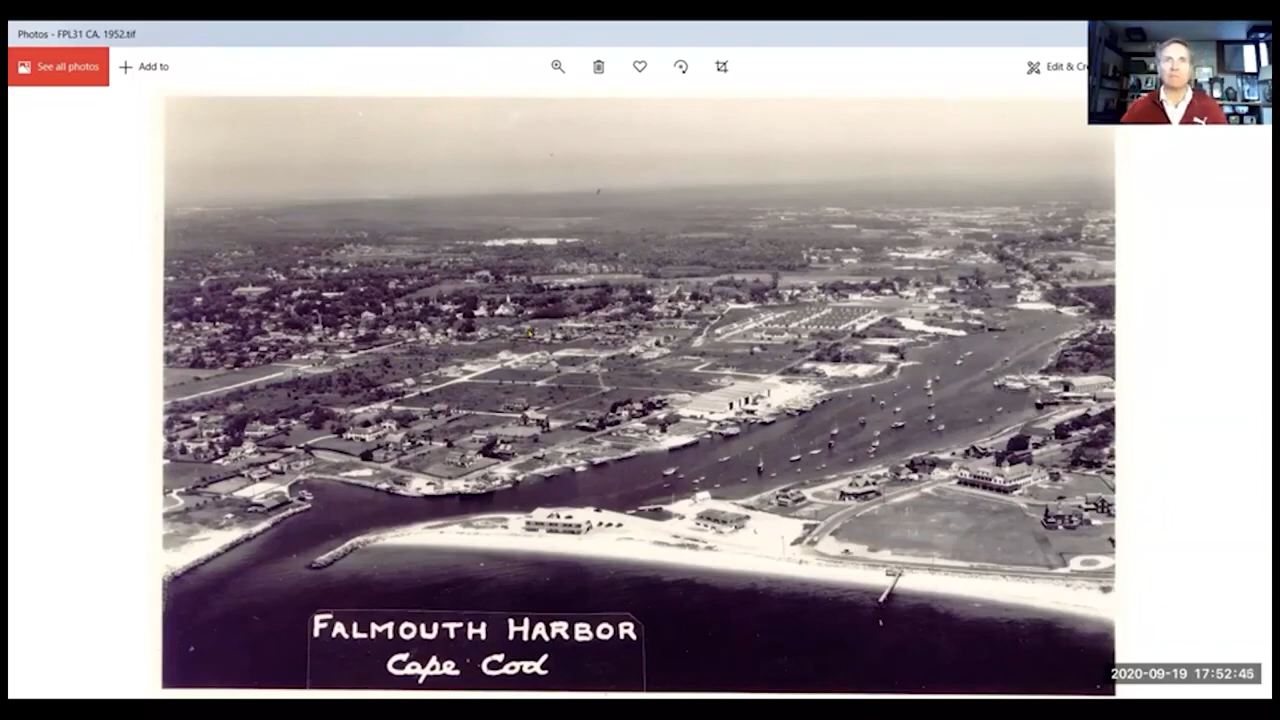 Photos - FPL31 CA. 1952.tif
See all photos
Add to
Edit &
FALMOUTH HARBOR
Cape Cod
2020-09-19 17:52:45